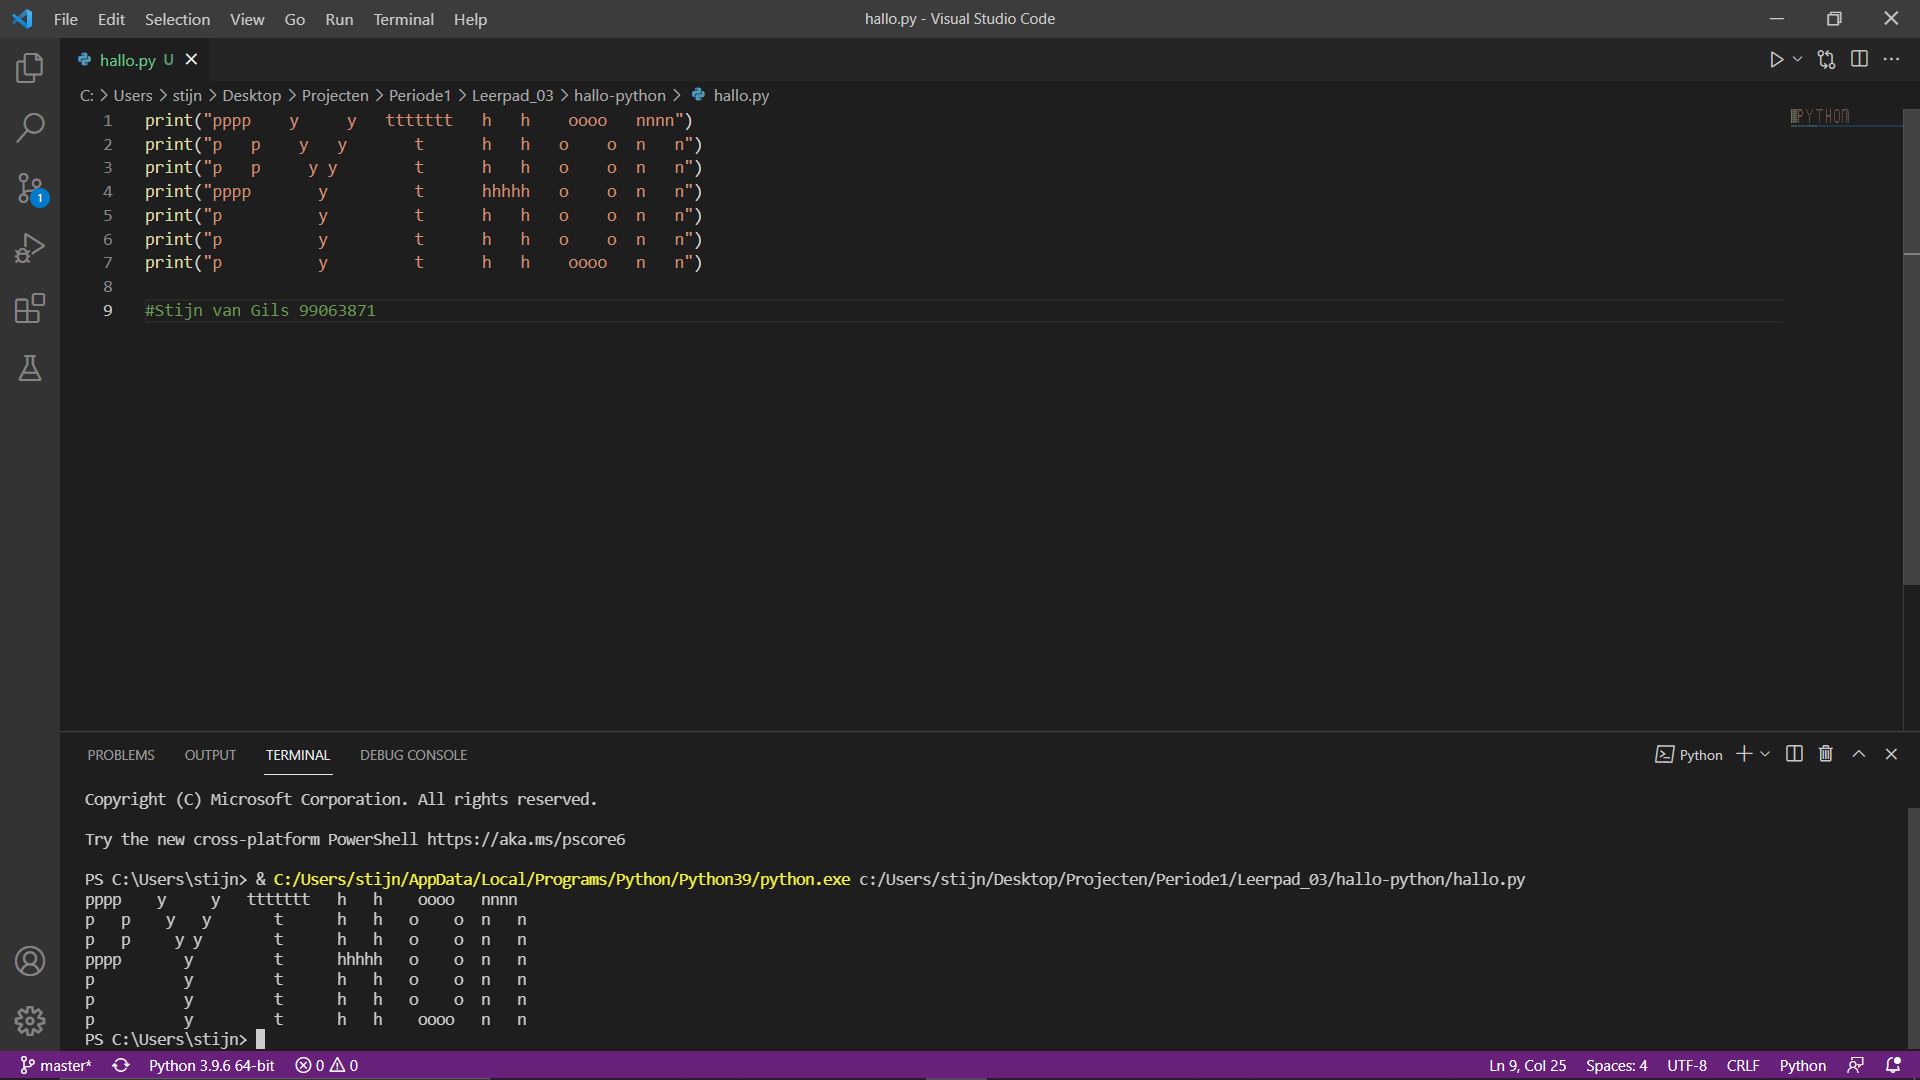 File Edit Selection View Go Run Terminal Help hallo.py - Visual Studio Code
hallo.py U
C: > Users > stijn > Desktop > Projecten > Periode1 > Leerpad_03 > hallo-python > hallo.py
1 print("pppp    y     y   ttttttt   h   h    oooo   nnnn")
2 print("p   p    y   y       t      h   h   o    o  n   n")
3 print("p   p     y y        t      h   h   o    o  n   n")
4 print("pppp       y         t      hhhhh   o    o  n   n")
5 print("p          y         t      h   h   o    o  n   n")
6 print("p          y         t      h   h   o    o  n   n")
7 print("p          y         t      h   h    oooo   n   n")
8
9 #Stijn van Gils 99063871
PYTHON
1
PROBLEMS OUTPUT TERMINAL DEBUG CONSOLE Python
Copyright (C) Microsoft Corporation. All rights reserved.
Try the new cross-platform PowerShell https://aka.ms/pscore6
PS C:\Users\stijn> & C:/Users/stijn/AppData/Local/Programs/Python/Python39/python.exe c:/Users/stijn/Desktop/Projecten/Periode1/Leerpad_03/hallo-python/hallo.py
pppp    y     y   ttttttt   h   h    oooo   nnnn
p   p    y   y       t      h   h   o    o  n   n
p   p     y y        t      h   h   o    o  n   n
pppp       y         t      hhhhh   o    o  n   n
p          y         t      h   h   o    o  n   n
p          y         t      h   h   o    o  n   n
p          y         t      h   h    oooo   n   n
PS C:\Users\stijn>
master* Python 3.9.6 64-bit 0 0 Ln 9, Col 25 Spaces: 4 UTF-8 CRLF Python